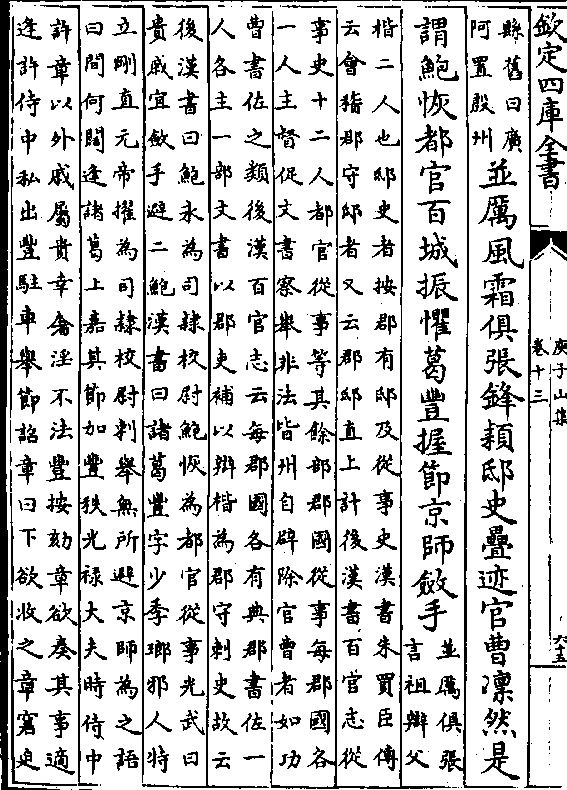 欽定四庫全書
庾子山集
卷十三
六十五
縣舊曰廣
阿置殷州
並厲風霜俱張鋒穎邸史疊迹官曹凛然是
謂鮑恢都官百城振懼葛豐握節京師斂手
並厲俱張
言祖辯父
楷二人也邸史者按郡有邸及從事史漢書朱買臣傳
云會稽郡守邸者又云郡邸直上計後漢書百官志從
事史十二人都官從事等其餘部郡國從事每郡國各
一人主督促文書察舉非法皆州自辟除官曹者如功
曹書佐之類後漢百官志云每郡國各有典郡書佐一
人各主一部文書以郡吏補以辯楷為郡守刺史故云
後漢書曰鮑永為司隸校尉鮑恢為都官從事光武曰
貴戚宜斂手避二鮑漢書曰諸葛豐字少季瑯邪人特
立剛直元帝擢為司隸校尉刺舉無所避京師為之語
曰間何闊逢諸葛上嘉其節加豐秩光祿大夫時侍中
許章以外戚屬貴幸奢淫不法豐按劾章欲奏其事適
逢許侍中私出豐駐車舉節詔章曰下欲收之章窘迫